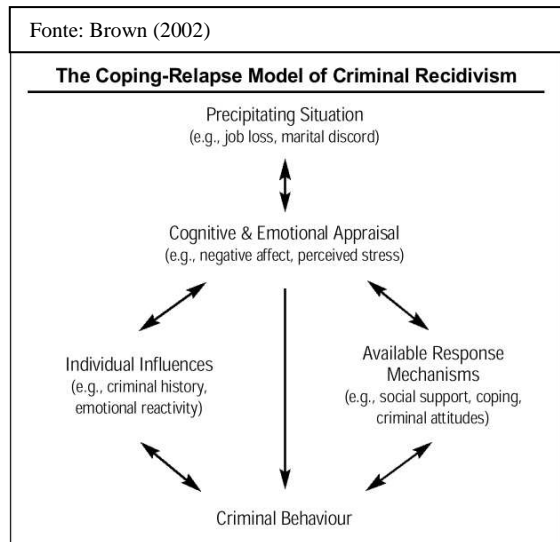 Fonte: Brown (2002)
The Coping-Relapse Model of Criminal Recidivism
Precipitating Situation
(e.g., job loss, marital discord)
Cognitive & Emotional Appraisal
(e.g., negative affect, perceived stress)
Individual Influences
(e.g., criminal history,
emotional reactivity)
Available Response
Mechanisms
(e.g., social support, coping,
criminal attitudes)
Criminal Behaviour